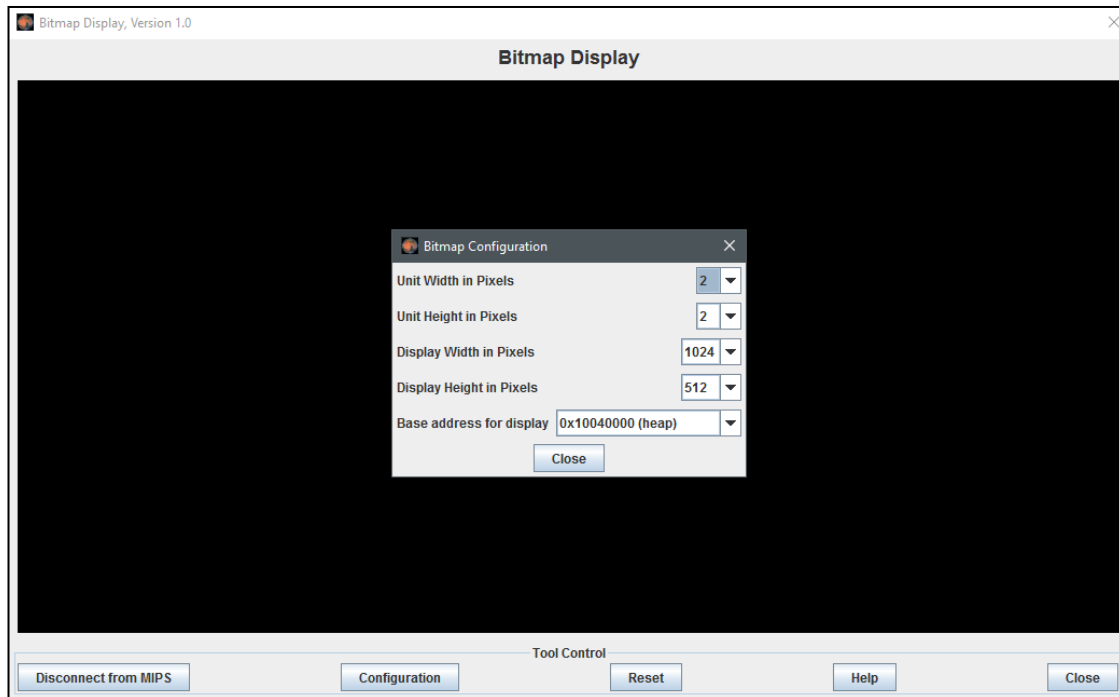 Bitmap Display, Version 1.0
Bitmap Display
Bitmap Configuration
Unit Width in Pixels 2
Unit Height in Pixels 2
Display Width in Pixels 1024
Display Height in Pixels 512
Base address for display 0x10040000 (heap)
Close
Tool Control
Disconnect from MIPS Configuration Reset Help Close